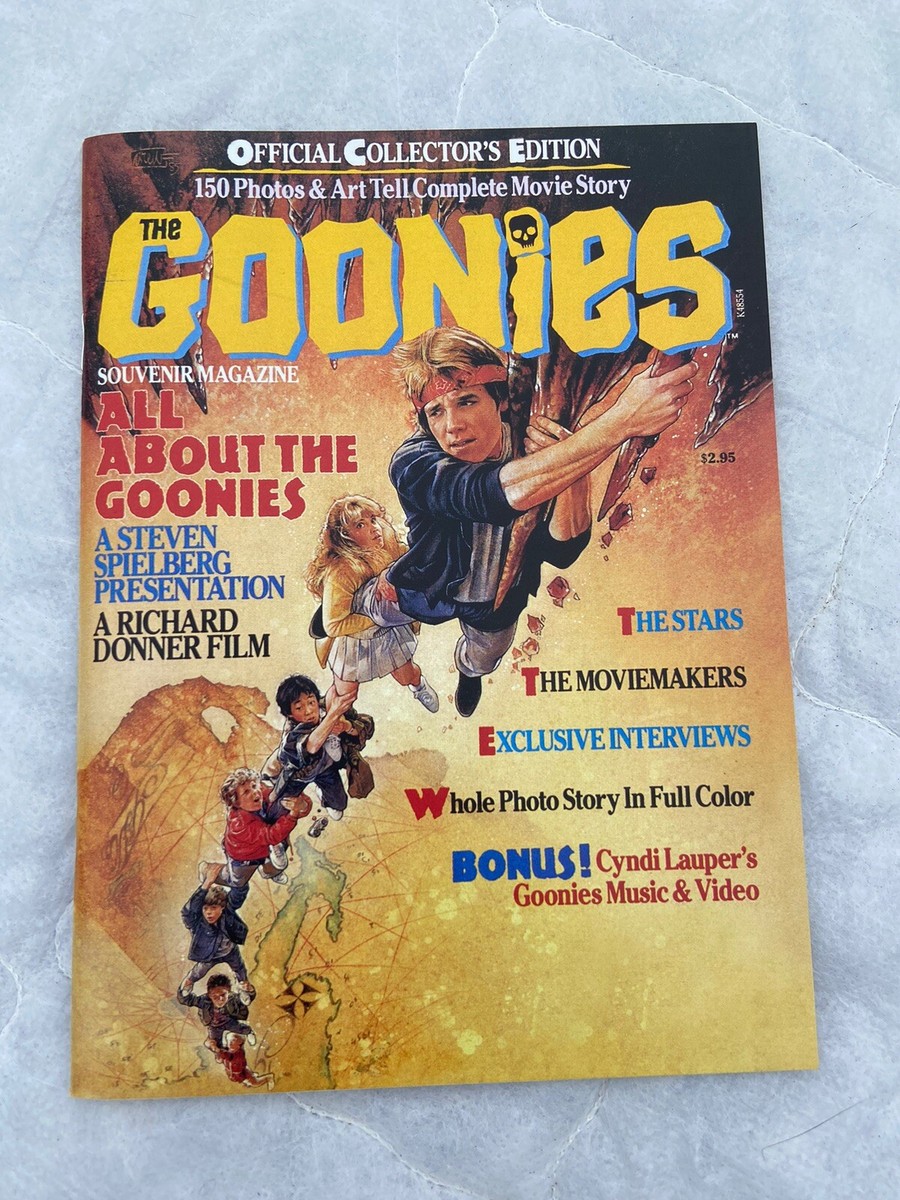 OFFICIAL COLLECTOR'S EDITION
150 Photos & Art Tell Complete Movie Story
THE
GOONIES
K48554
TM
SOUVENIR MAGAZINE
ALL
ABOUT THE
GOONIES
$2.95
A STEVEN
SPIELBERG
PRESENTATION
A RICHARD
DONNER FILM
THE STARS
THE MOVIEMAKERS
EXCLUSIVE INTERVIEWS
Whole Photo Story In Full Color
BONUS! Cyndi Lauper's
Goonies Music & Video